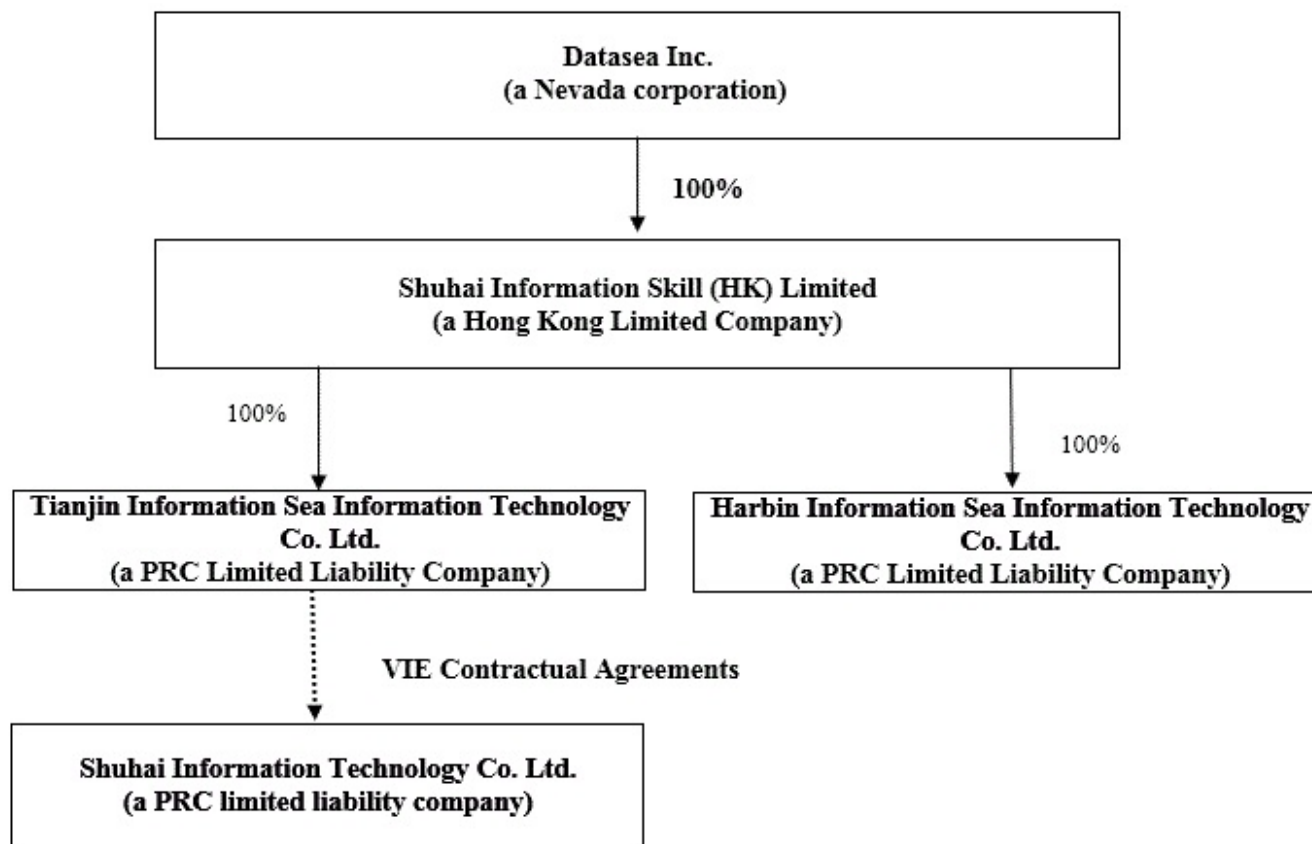 Datasea Inc.
(a Nevada corporation)
100%
Shuhai Information Skill (HK) Limited
(a Hong Kong Limited Company)
100%
100%
Tianjin Information Sea Information Technology
Co. Ltd.
(a PRC Limited Liability Company)
Harbin Information Sea Information Technology
Co. Ltd.
(a PRC Limited Liability Company)
VIE Contractual Agreements
Shuhai Information Technology Co. Ltd.
(a PRC limited liability company)